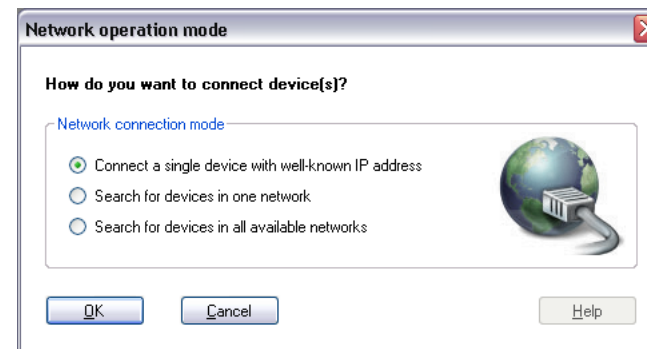 Network operation mode
How do you want to connect device(s)?
Network connection mode
Connect a single device with well-known IP address
Search for devices in one network
Search for devices in all available networks
OK Cancel Help